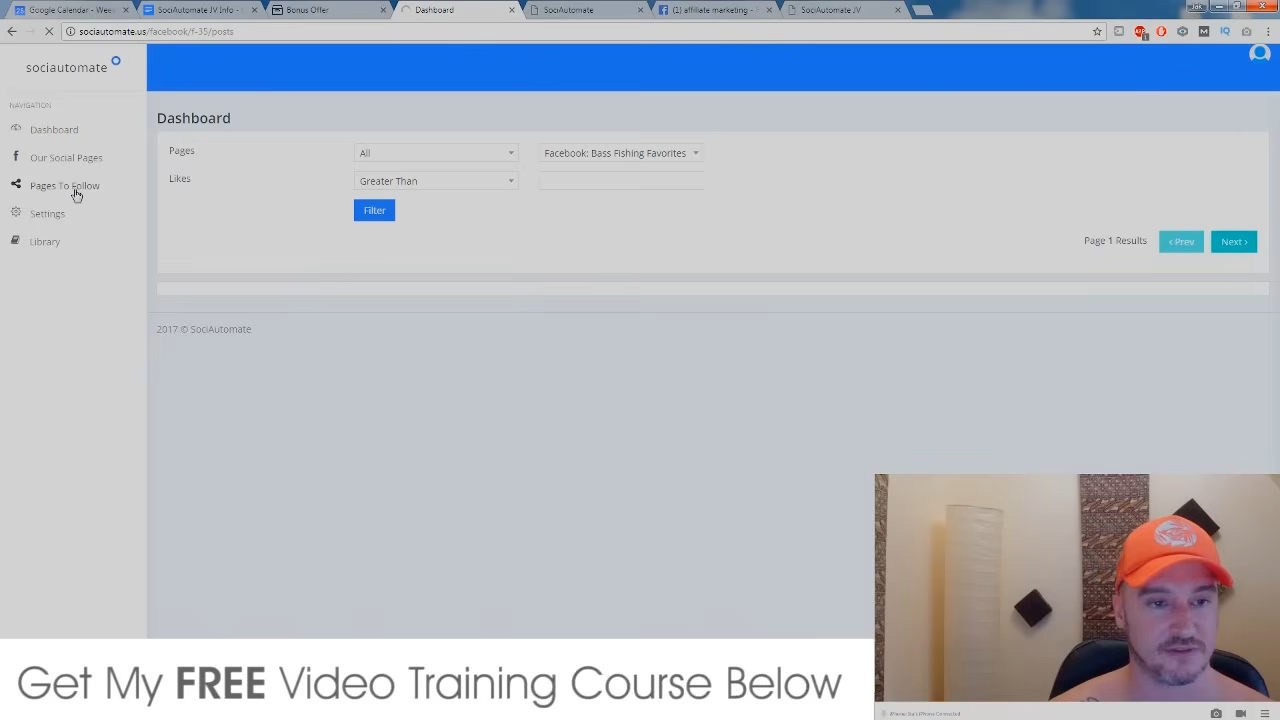 Google Calendar - Week
SociAutomate JV Info -
Bonus Offer
Dashboard
SociAutomate
(1) affiliate marketing -
SociAutomate JV
Jak
sociautomate.us/facebook/f-35/posts
sociautomate
NAVIGATION
Dashboard
Our Social Pages
Pages To Follow
Settings
Library
Dashboard
Pages
All
Facebook: Bass Fishing Favorites
Likes
Greater Than
Filter
Page 1 Results
‹ Prev
Next ›
2017 © SociAutomate
Get My FREE Video Training Course Below